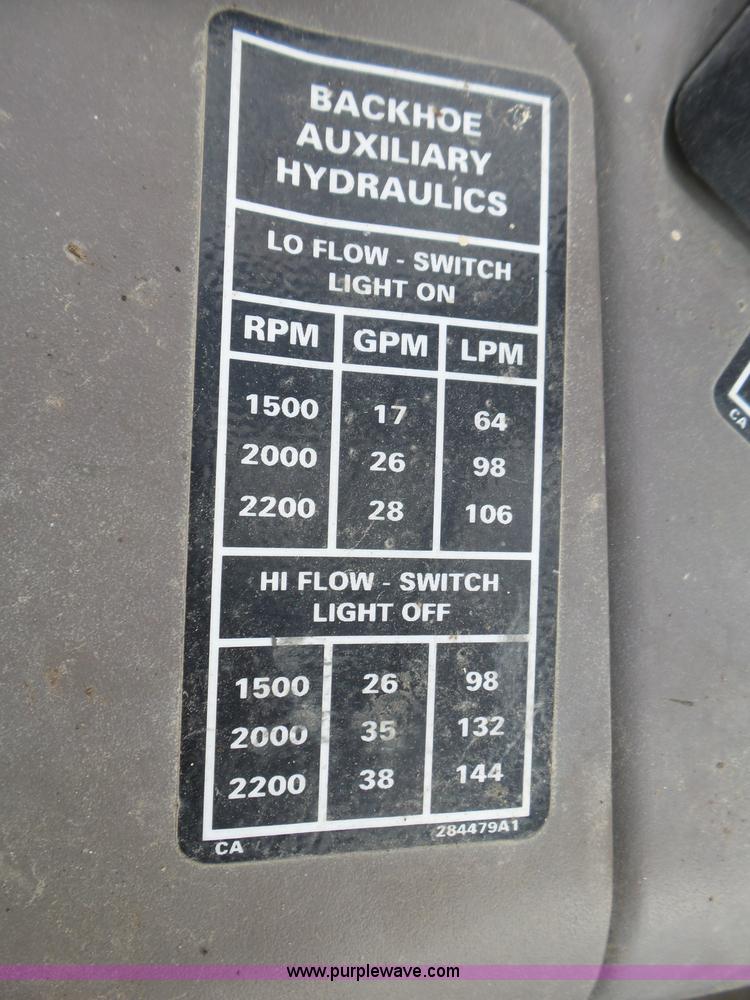 BACKHOE
AUXILIARY
HYDRAULICS
LO FLOW - SWITCH
LIGHT ON
RPM GPM LPM
1500 17 64
2000 26 98
2200 28 106
HI FLOW - SWITCH
LIGHT OFF
1500 26 98
2000 35 132
2200 38 144
CA 284479A1
CA
www.purplewave.com